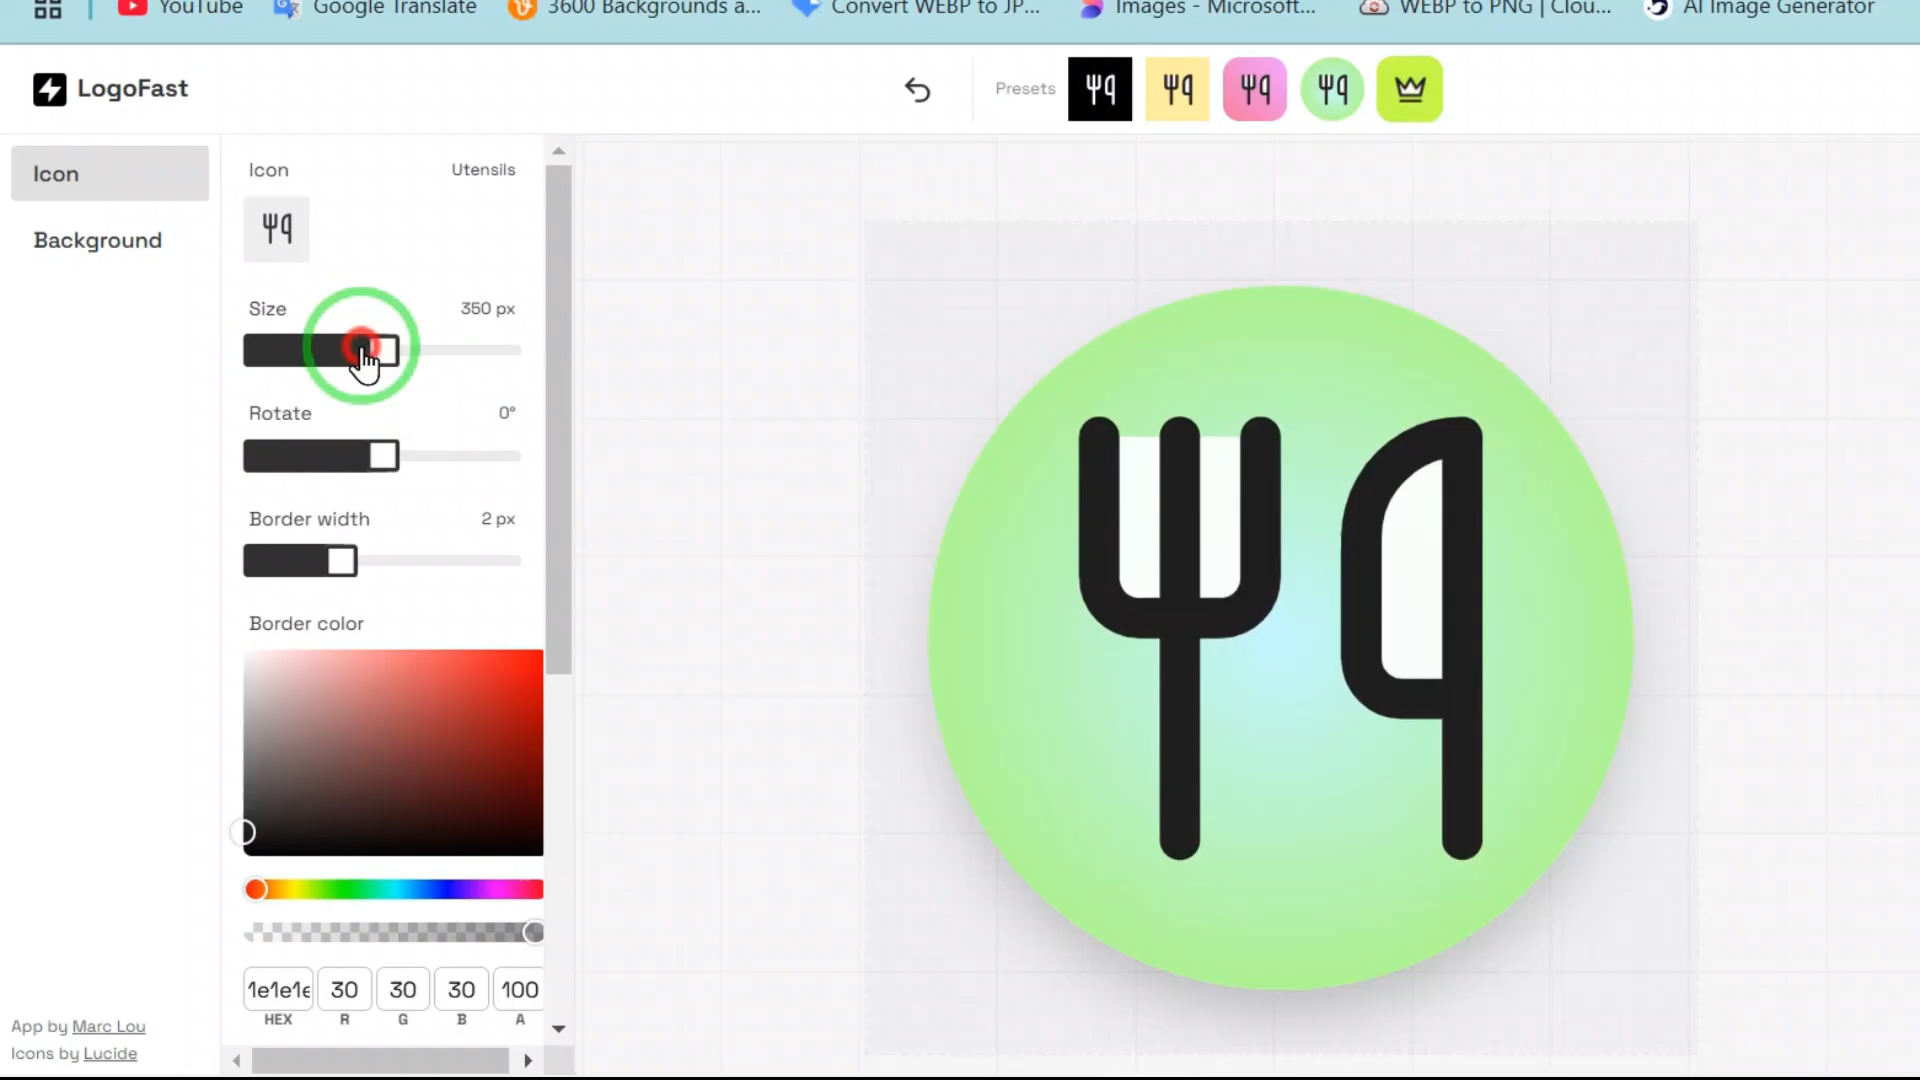 YouTube
Google Translate
3600 Backgrounds a...
Convert WEBP to JP...
Images - Microsoft...
WEBP to PNG | Clou...
AI Image Generator
LogoFast
Presets
Icon
Background
Icon
Utensils
Size
350 px
Rotate
0°
Border width
2 px
Border color
1e1e1e
30
30
30
100
HEX
R
G
B
A
App by Marc Lou
Icons by Lucide